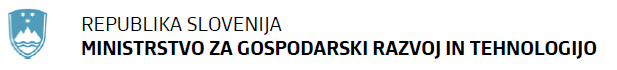 REPUBLIKA SLOVENIJA
MINISTRSTVO ZA GOSPODARSKI RAZVOJ IN TEHNOLOGIJO